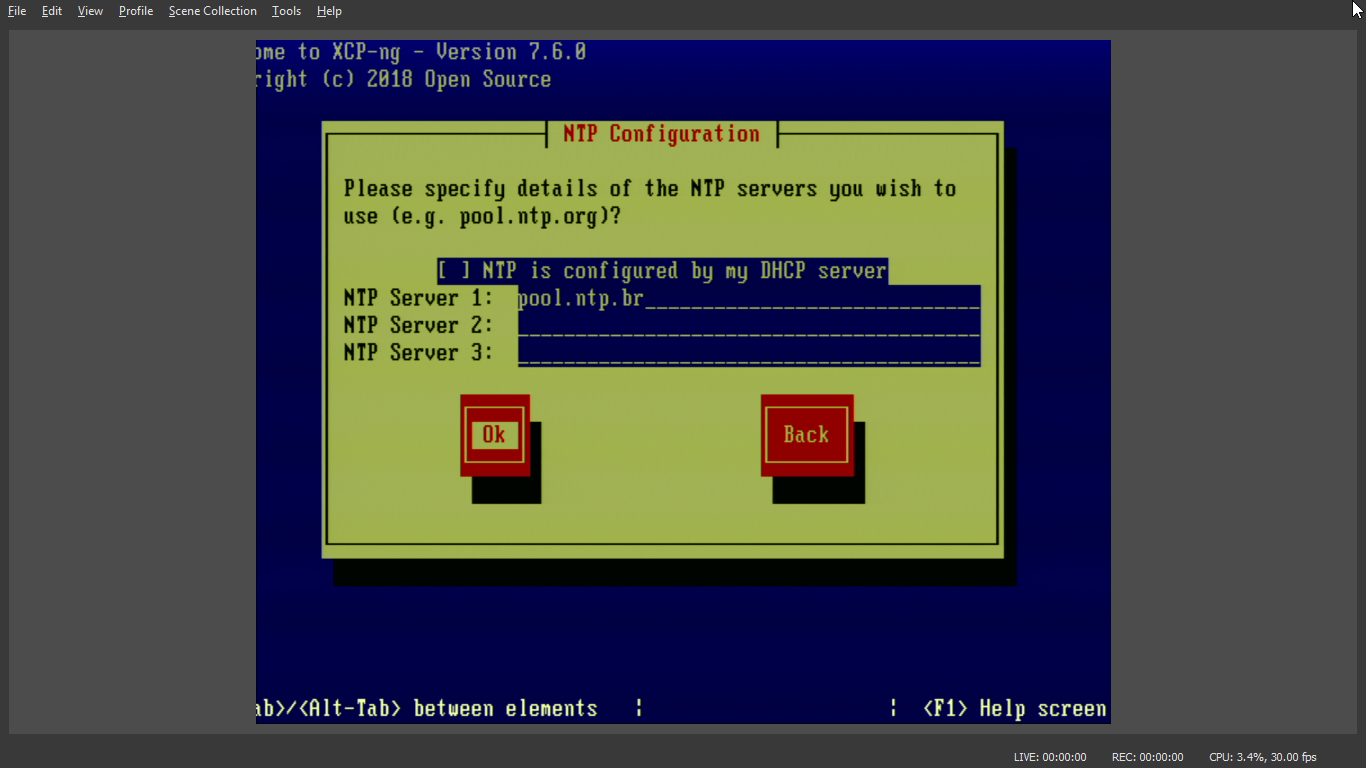 File Edit View Profile Scene Collection Tools Help
ome to XCP-ng - Version 7.6.0
right (c) 2018 Open Source
NTP Configuration
Please specify details of the NTP servers you wish to
use (e.g. pool.ntp.org)?
[ ] NTP is configured by my DHCP server
NTP Server 1: pool.ntp.br
NTP Server 2:
NTP Server 3:
Ok Back
ab>/<Alt-Tab> between elements | | <F1> Help screen
LIVE: 00:00:00 REC: 00:00:00 CPU: 3.4%, 30.00 fps